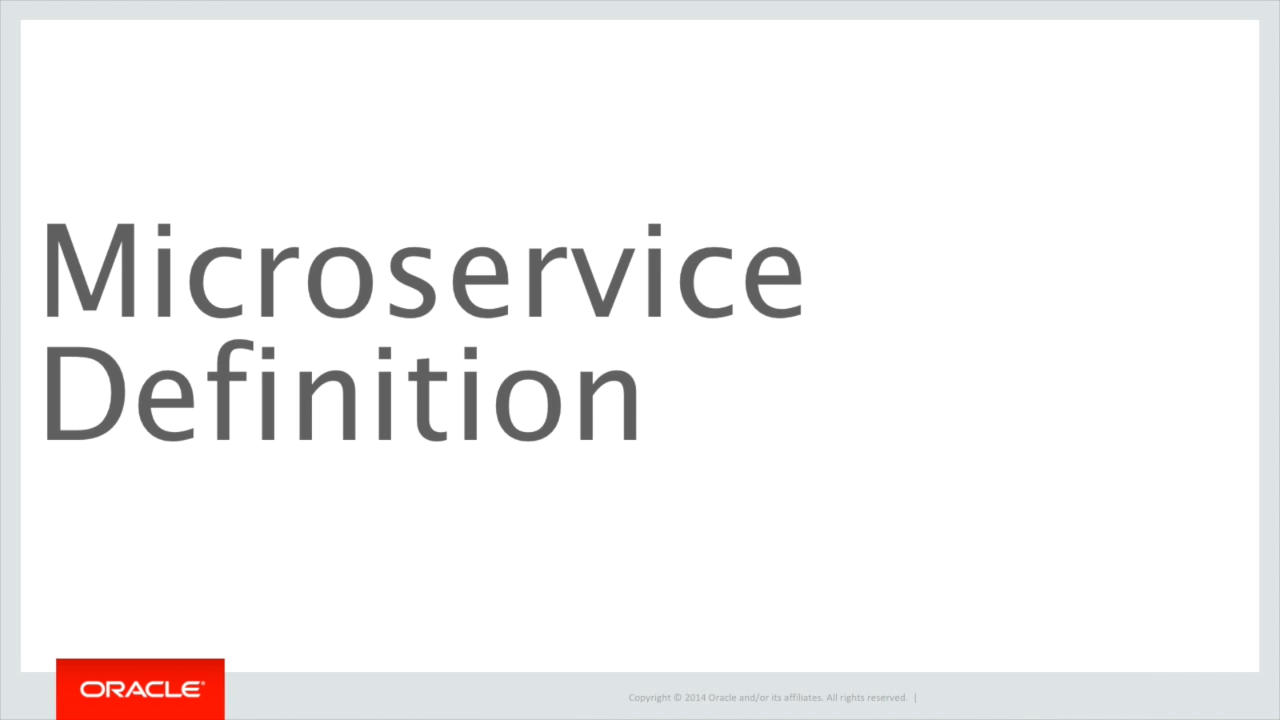 Microservice
Definition
ORACLE®
Copyright © 2014 Oracle and/or its affiliates. All rights reserved. |